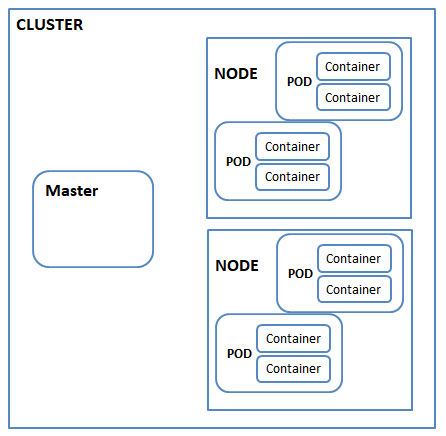 CLUSTER
NODE
POD
Container
Container
POD
Container
Container
Master
NODE
POD
Container
Container
POD
Container
Container